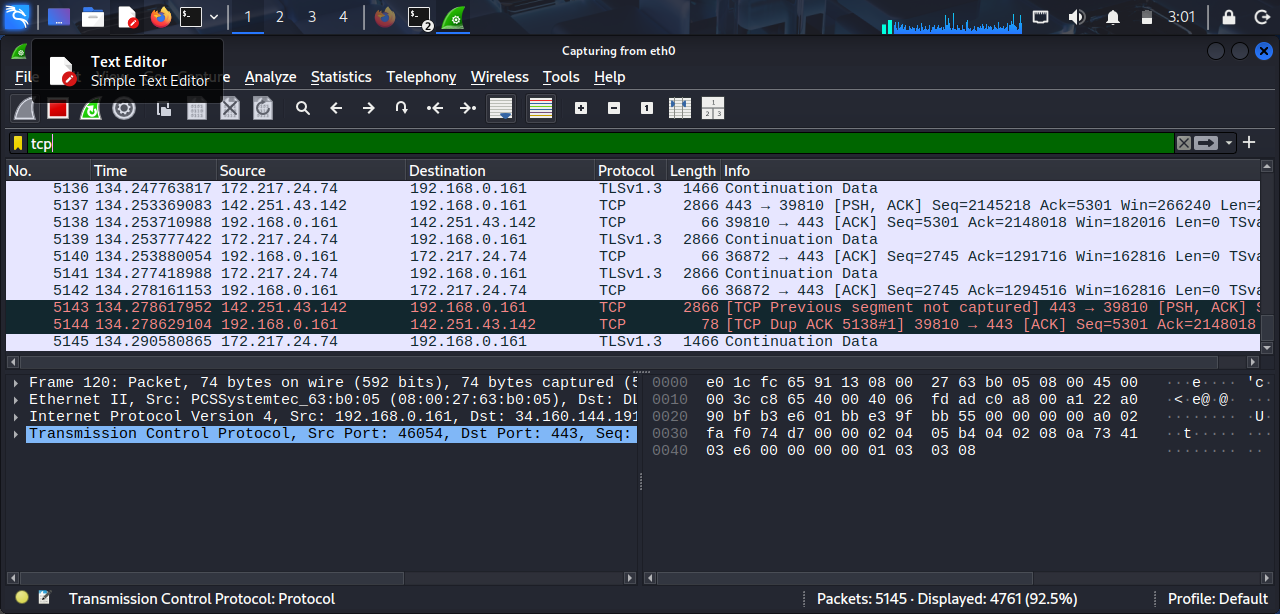 1 2 3 4 2 3:01
Capturing from eth0
Text Editor
Simple Text Editor
Analyze Statistics Telephony Wireless Tools Help
tcp
No. Time Source Destination Protocol Length Info
5136 134.247763817 172.217.24.74 192.168.0.161 TLSv1.3 1466 Continuation Data
5137 134.253369083 142.251.43.142 192.168.0.161 TCP 2866 443 → 39810 [PSH, ACK] Seq=2145218 Ack=5301 Win=266240 Len=2
5138 134.253710988 192.168.0.161 142.251.43.142 TCP 66 39810 → 443 [ACK] Seq=5301 Ack=2148018 Win=182016 Len=0 TSva
5139 134.253777422 172.217.24.74 192.168.0.161 TLSv1.3 2866 Continuation Data
5140 134.253880054 192.168.0.161 172.217.24.74 TCP 66 36872 → 443 [ACK] Seq=2745 Ack=1291716 Win=162816 Len=0 TSva
5141 134.277418988 172.217.24.74 192.168.0.161 TLSv1.3 2866 Continuation Data
5142 134.278161153 192.168.0.161 172.217.24.74 TCP 66 36872 → 443 [ACK] Seq=2745 Ack=1294516 Win=162816 Len=0 TSva
5143 134.278617952 142.251.43.142 192.168.0.161 TCP 2866 [TCP Previous segment not captured] 443 → 39810 [PSH, ACK] S
5144 134.278629104 192.168.0.161 142.251.43.142 TCP 78 [TCP Dup ACK 5138#1] 39810 → 443 [ACK] Seq=5301 Ack=2148018
5145 134.290580865 172.217.24.74 192.168.0.161 TLSv1.3 1466 Continuation Data
Frame 120: Packet, 74 bytes on wire (592 bits), 74 bytes captured (5
Ethernet II, Src: PCSSystemtec_63:b0:05 (08:00:27:63:b0:05), Dst: DL
Internet Protocol Version 4, Src: 192.168.0.161, Dst: 34.160.144.191
Transmission Control Protocol, Src Port: 46054, Dst Port: 443, Seq:
0000 e0 1c fc 65 91 13 08 00 27 63 b0 05 08 00 45 00 ···e···· 'c
0010 00 3c c8 65 40 00 40 06 fd ad c0 a8 00 a1 22 a0 ·<·e@·@·
0020 90 bf b3 e6 01 bb e3 9f bb 55 00 00 00 00 a0 02 ········ ·U
0030 fa f0 74 d7 00 00 02 04 05 b4 04 02 08 0a 73 41 ··t·····
0040 03 e6 00 00 00 00 01 03 03 08 ········ ··
Transmission Control Protocol: Protocol Packets: 5145 · Displayed: 4761 (92.5%) Profile: Default